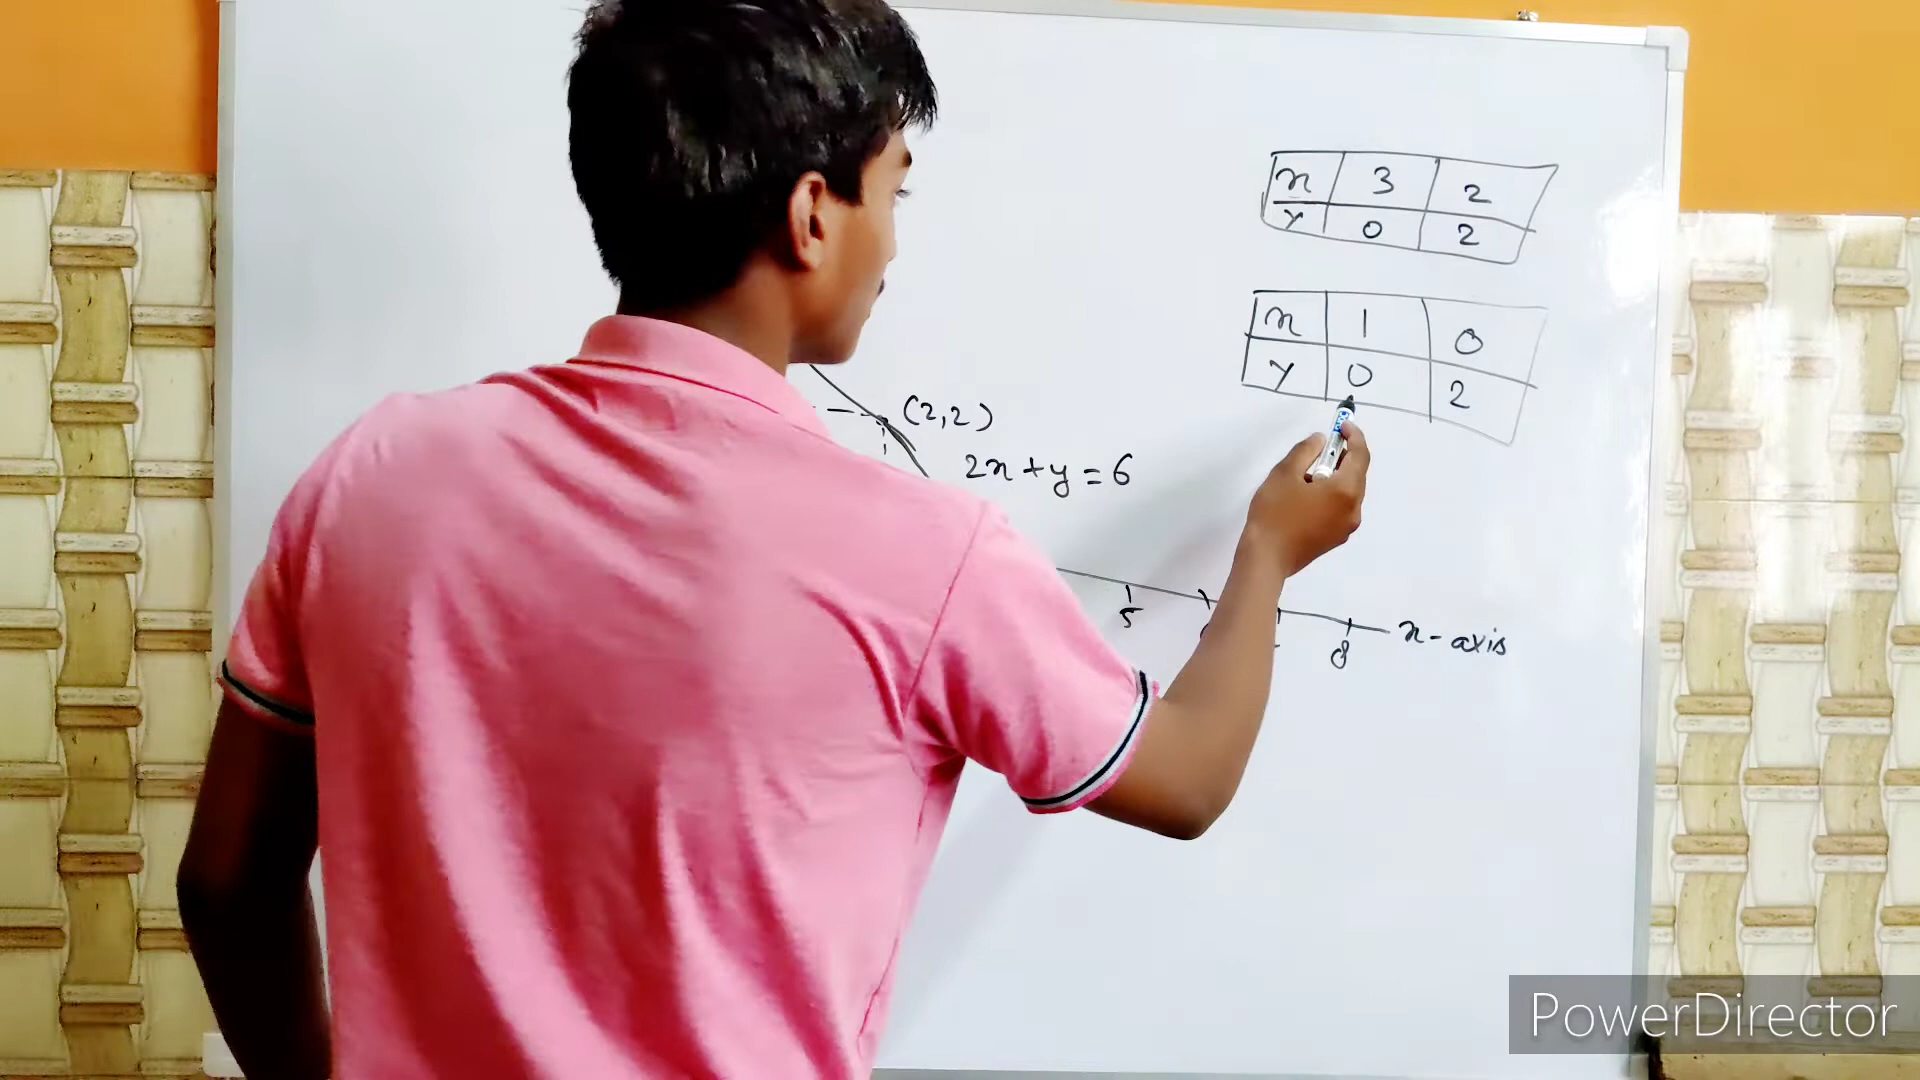 x 3 2
y 0 2
x 1 0
y 0 2
(2,2)
2x+y=6
5 8 x-axis
PowerDirector